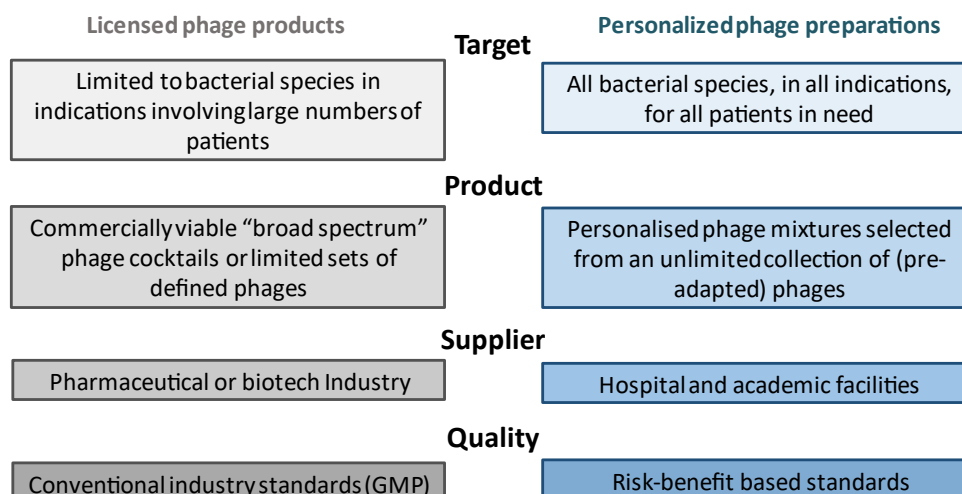 Licensed phage products
Personalized phage preparations
Target
Limited to bacterial species in
indications involving large numbers of
patients
All bacterial species, in all indications,
for all patients in need
Product
Commercially viable “broad spectrum”
phage cocktails or limited sets of
defined phages
Personalised phage mixtures selected
from an unlimited collection of (pre-
adapted) phages
Supplier
Pharmaceutical or biotech Industry
Hospital and academic facilities
Quality
Conventional industry standards (GMP)
Risk-benefit based standards